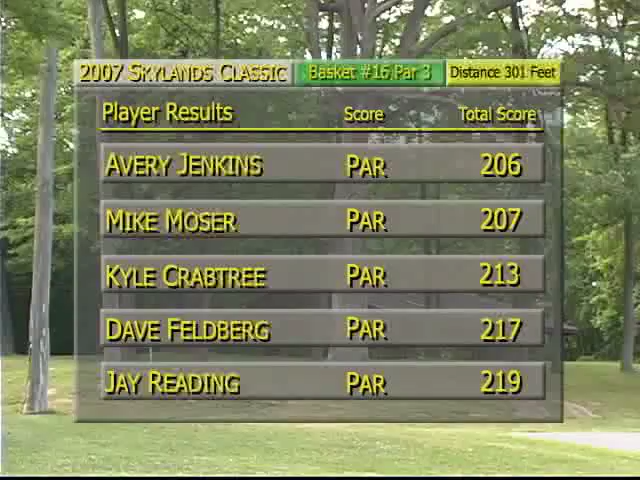 2007 SKYLANDS CLASSIC Basket #16,Par 3 Distance 301 Feet
Player Results Score Total Score
AVERY JENKINS PAR 206
MIKE MOSER PAR 207
KYLE CRABTREE PAR 213
DAVE FELDBERG PAR 217
JAY READING PAR 219